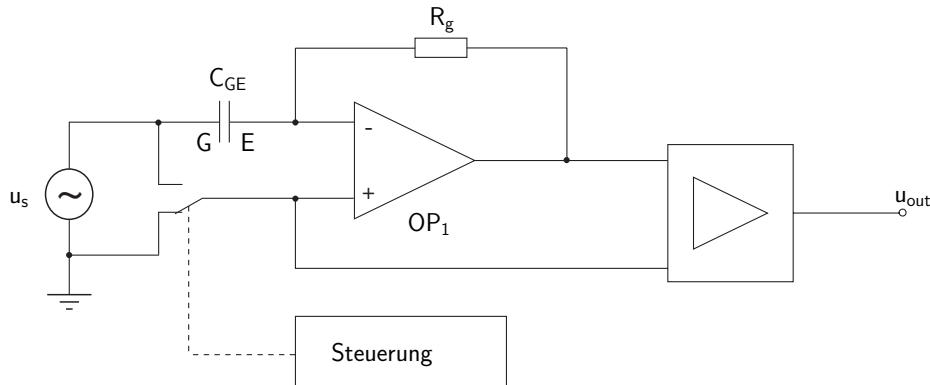 R_g
C_GE
G E
-
+
u_s
~
OP_1
u_out
Steuerung